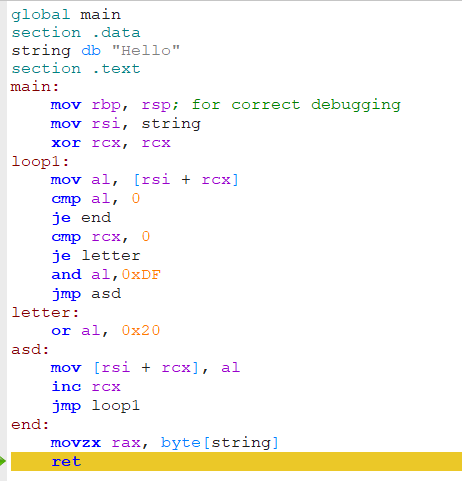 global main
section .data
string db "Hello"
section .text
main:
    mov rbp, rsp; for correct debugging
    mov rsi, string
    xor rcx, rcx
loop1:
    mov al, [rsi + rcx]
    cmp al, 0
    je end
    cmp rcx, 0
    je letter
    and al,0xDF
    jmp asd
letter:
    or al, 0x20
asd:
    mov [rsi + rcx], al
    inc rcx
    jmp loop1
end:
    movzx rax, byte[string]
    ret